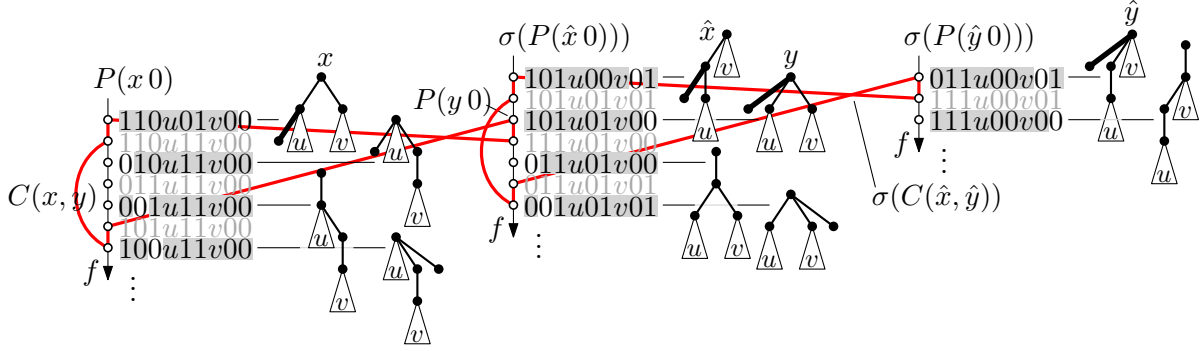 P(x 0)
110u01v00
110u11v00
010u11v00
011u11v00
001u11v00
101u11v00
100u11v00
C(x, y)
f
⋮
x
u
v
u
v
u
v
u
v
σ(P(x̂ 0)))
101u00v01
101u01v01
101u01v00
111u01v00
011u01v00
011u01v01
001u01v01
P(y 0)
f
⋮
x̂
v
u
y
u
v
u
v
u
v
σ(P(ŷ 0)))
011u00v01
111u00v01
111u00v00
f
⋮
σ(C(x̂, ŷ))
ŷ
v
u
v
u